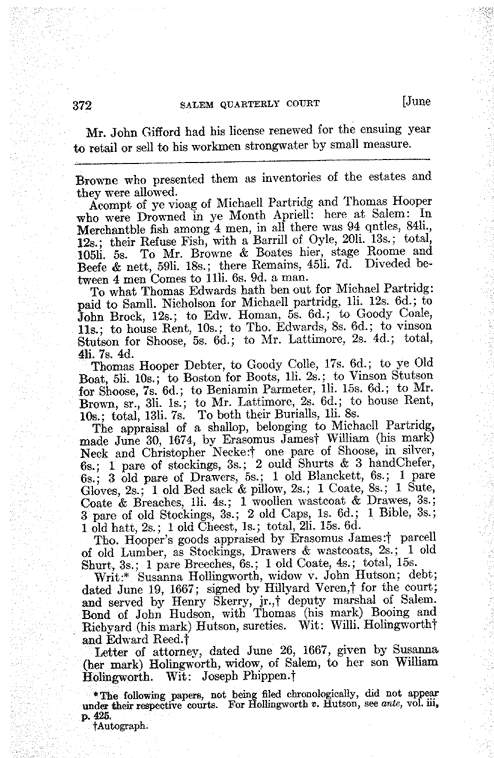 372 SALEM QUARTERLY COURT [June
Mr. John Gifford had his license renewed for the ensuing year
to retail or sell to his workmen strongwater by small measure.
Browne who presented them as inventories of the estates and
they were allowed.
Acompt of ye vioag of Michaell Partridg and Thomas Hooper
who were Drowned in ye Month Apriell: here at Salem: In
Merchantble fish among 4 men, in all there was 94 qntles, 84li.,
12s.; their Refuse Fish, with a Barrill of Oyle, 20li. 13s.; total,
105li. 5s. To Mr. Browne & Boates hier, stage Roome and
Beefe & nett, 59li. 18s.; there Remains, 45li. 7d. Diveded be-
tween 4 men Comes to 11li. 6s. 9d. a man.
To what Thomas Edwards hath ben out for Michael Partridg:
paid to Samll. Nicholson for Michaell partridg, 1li. 12s. 6d.; to
John Brock, 12s.; to Edw. Homan, 5s. 6d.; to Goody Coale,
11s.; to house Rent, 10s.; to Tho. Edwards, 8s. 6d.; to vinson
Stutson for Shoose, 5s. 6d.; to Mr. Lattimore, 2s. 4d.; total,
4li. 7s. 4d.
Thomas Hooper Debter, to Goody Colle, 17s. 6d.; to ye Old
Boat, 5li. 10s.; to Boston for Boots, 1li. 2s.; to Vinson Stutson
for Shoose, 7s. 6d.; to Beniamin Parmeter, 1li. 15s. 6d.; to Mr.
Brown, sr., 3li. 1s.; to Mr. Lattimore, 2s. 6d.; to house Rent,
10s.; total, 13li. 7s. To both their Burialls, 1li. 8s.
The appraisal of a shallop, belonging to Michaell Partridg,
made June 30, 1674, by Erasomus James† William (his mark)
Neck and Christopher Necke:† one pare of Shoose, in silver,
6s.; 1 pare of stockings, 3s.; 2 ould Shurts & 3 handChefer,
6s.; 3 old pare of Drawers, 5s.; 1 old Blanckett, 6s.; 1 pare
Gloves, 2s.; 1 old Bed sack & pillow, 2s.; 1 Coate, 8s.; 1 Sute,
Coate & Breaches, 1li. 4s.; 1 woollen wastcoat & Drawes, 3s.;
3 pare of old Stockings, 3s.; 2 old Caps, 1s. 6d.; 1 Bible, 3s.;
1 old hatt, 2s.; 1 old Cheest, 1s.; total, 2li. 15s. 6d.
Tho. Hooper's goods appraised by Erasomus James:† parcell
of old Lumber, as Stockings, Drawers & wastcoats, 2s.; 1 old
Shurt, 3s.; 1 pare Breeches, 6s.; 1 old Coate, 4s.; total, 15s.
Writ:* Susanna Hollingworth, widow v. John Hutson; debt;
dated June 19, 1667; signed by Hillyard Veren,† for the court;
and served by Henry Skerry, jr.,† deputy marshal of Salem.
Bond of John Hudson, with Thomas (his mark) Booing and
Richyard (his mark) Hutson, sureties. Wit: Willi. Holingworth†
and Edward Reed.†
Letter of attorney, dated June 26, 1667, given by Susanna
(her mark) Holingworth, widow, of Salem, to her son William
Holingworth. Wit: Joseph Phippen.†
*The following papers, not being filed chronologically, did not appear
under their respective courts. For Hollingworth v. Hutson, see ante, vol. iii,
p. 425.
†Autograph.